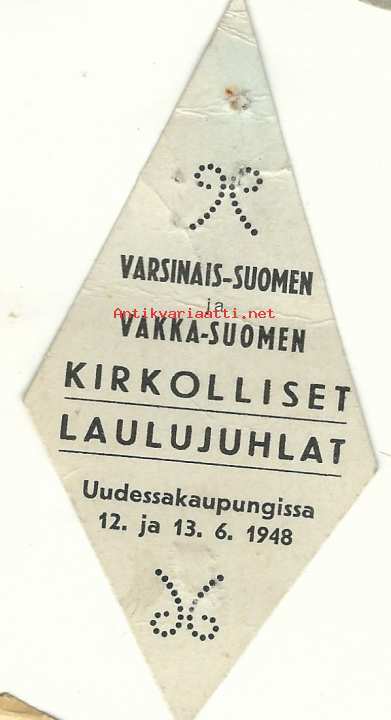 VARSINAIS-SUOMEN
ja
Antikvariaatti.net
VAKKA-SUOMEN
KIRKOLLISET
LAULUJUHLAT
Uudessakaupungissa
12. ja 13. 6. 1948